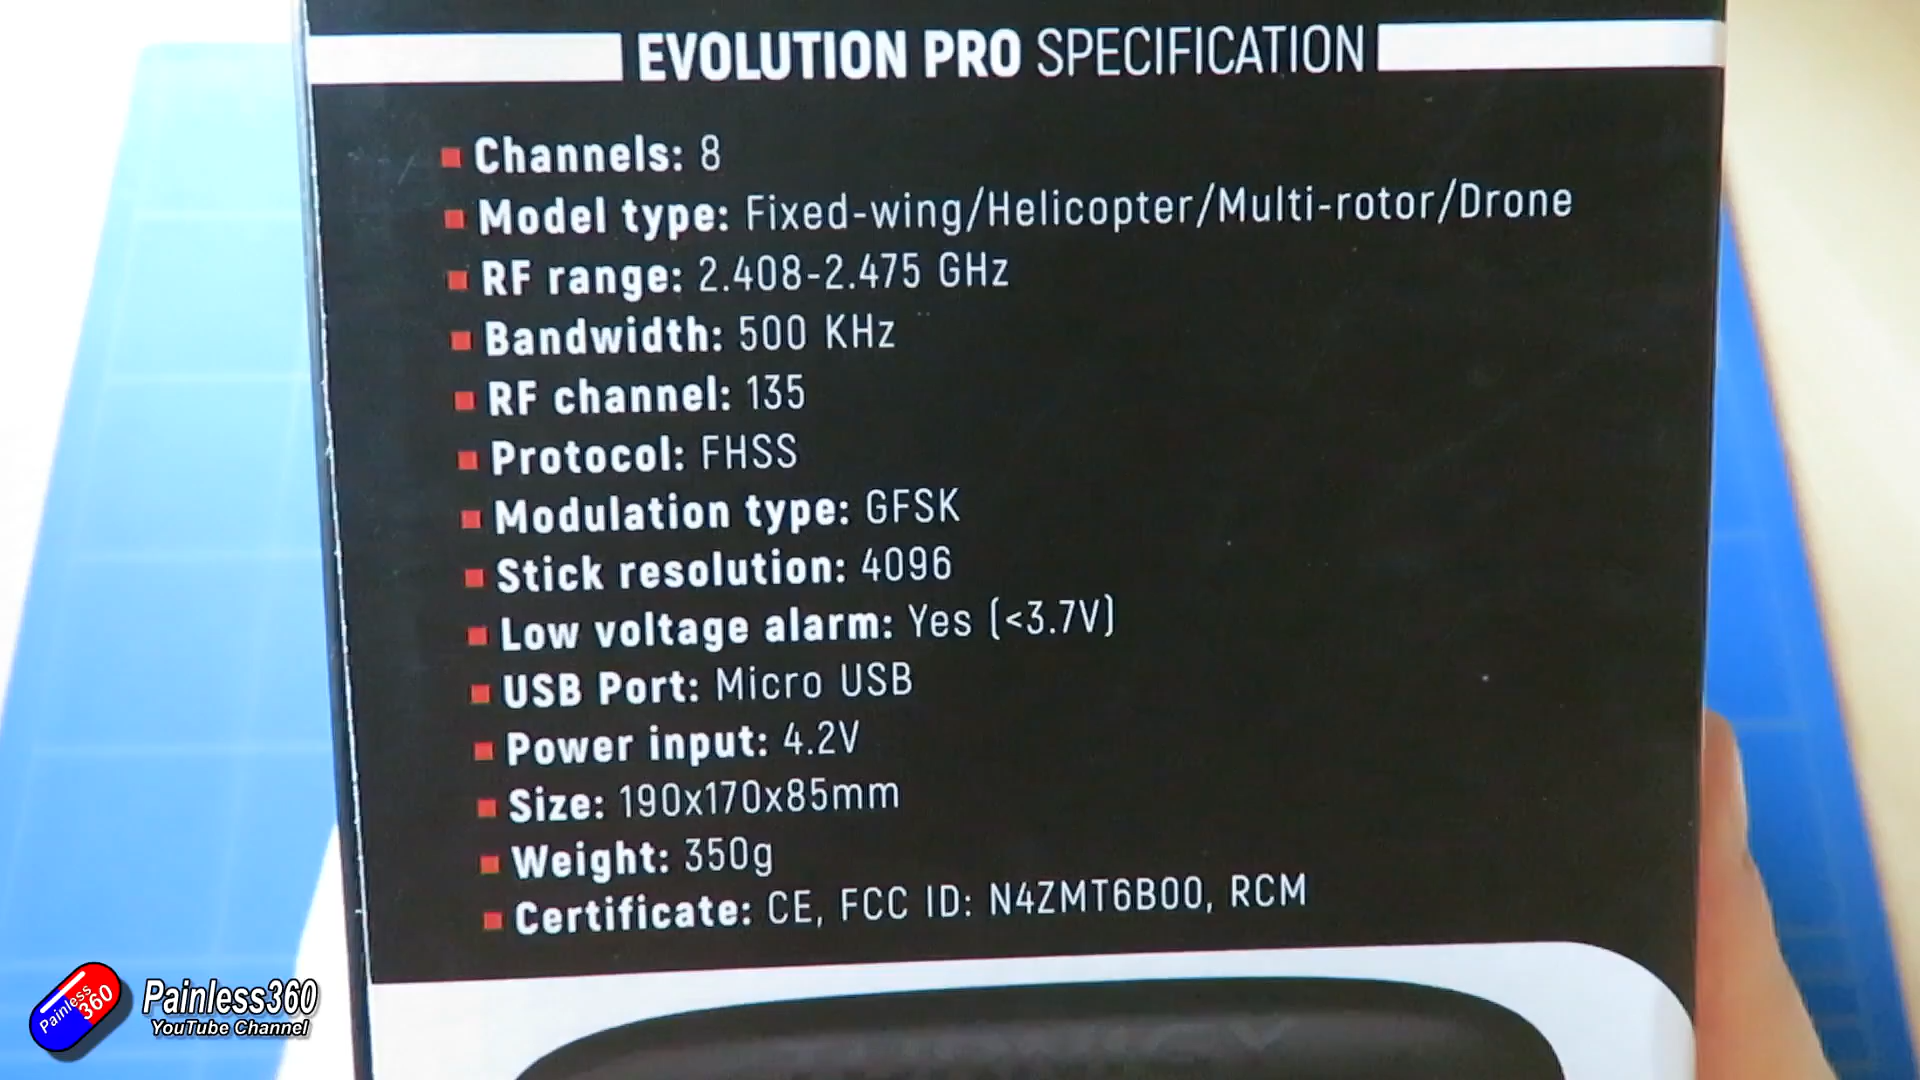 EVOLUTION PRO SPECIFICATION
Channels: 8
Model type: Fixed-wing/Helicopter/Multi-rotor/Drone
RF range: 2.408-2.475 GHz
Bandwidth: 500 KHz
RF channel: 135
Protocol: FHSS
Modulation type: GFSK
Stick resolution: 4096
Low voltage alarm: Yes (<3.7V)
USB Port: Micro USB
Power input: 4.2V
Size: 190x170x85mm
Weight: 350g
Certificate: CE, FCC ID: N4ZMT6B00, RCM
Painless 360
Painless360
YouTube Channel